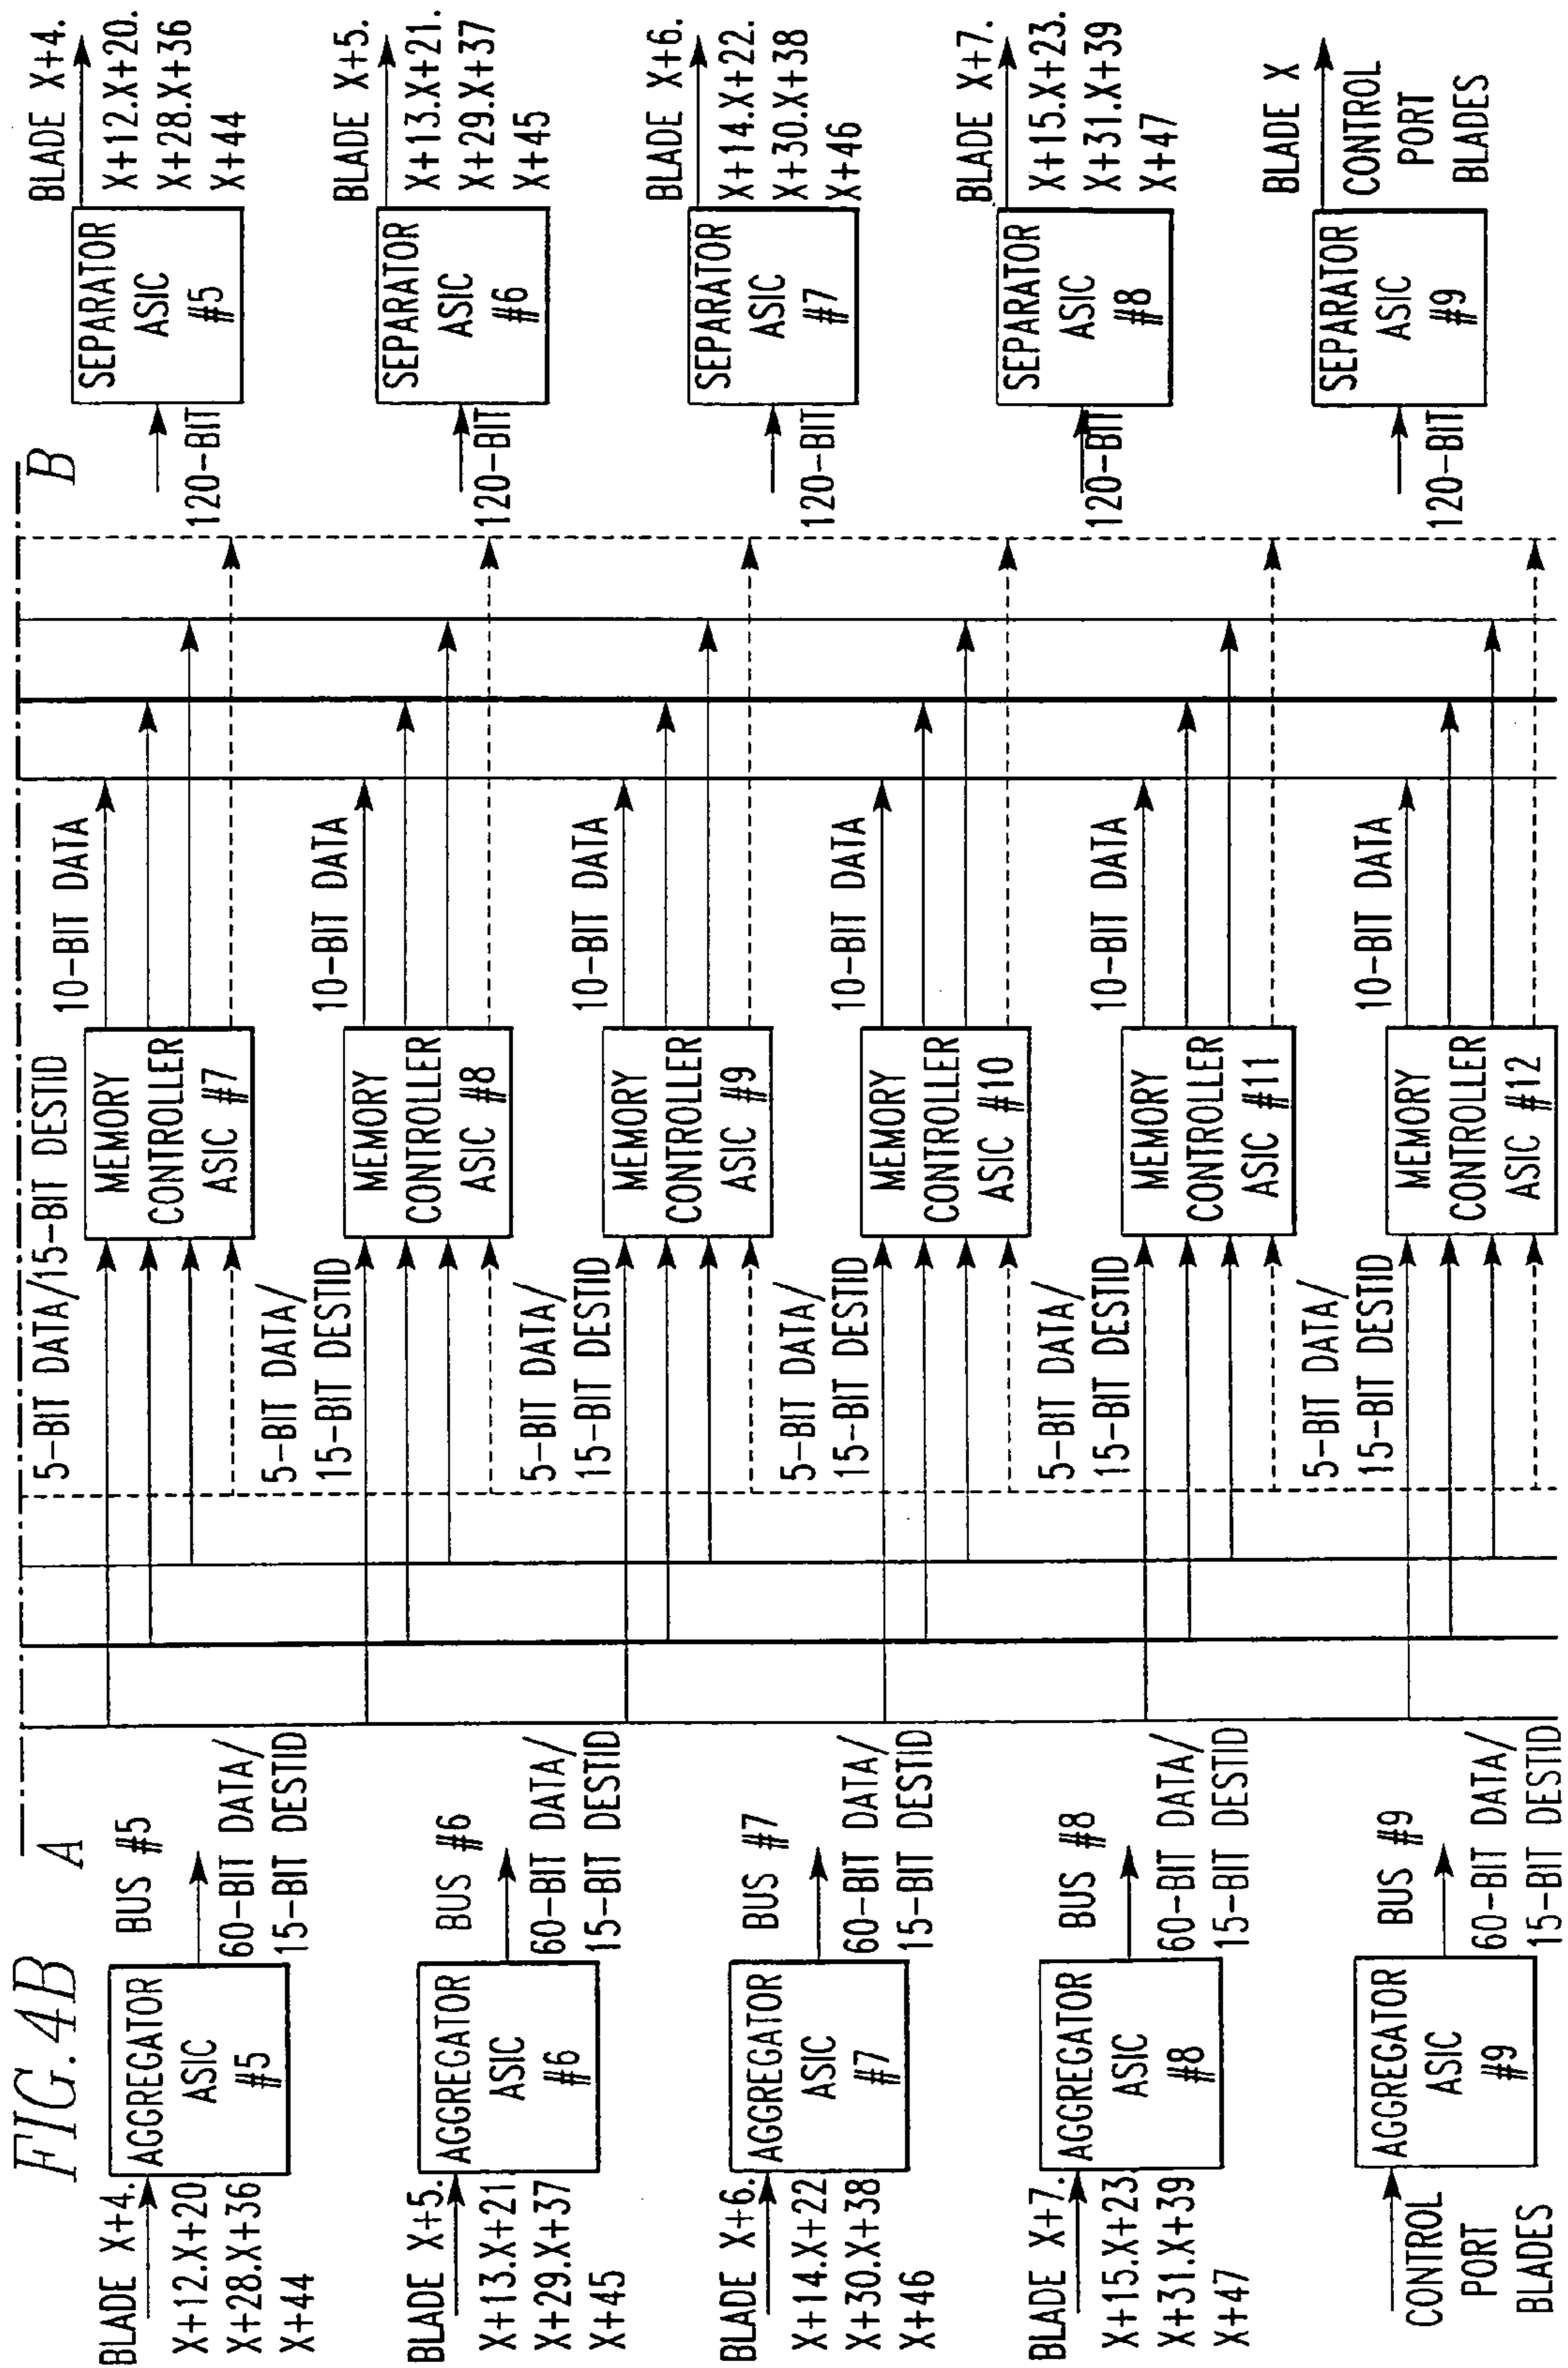 FIG.4B
A
B
BLADE X+4.
X+12.X+20
X+28.X+36
X+44
AGGREGATOR
ASIC
#5
BUS #5
60-BIT DATA/
15-BIT DESTID
BLADE X+5.
X+13.X+21
X+29.X+37
X+45
AGGREGATOR
ASIC
#6
BUS #6
60-BIT DATA/
15-BIT DESTID
BLADE X+6.
X+14.X+22
X+30.X+38
X+46
AGGREGATOR
ASIC
#7
BUS #7
60-BIT DATA/
15-BIT DESTID
BLADE X+7.
X+15.X+23
X+31.X+39
X+47
AGGREGATOR
ASIC
#8
BUS #8
60-BIT DATA/
15-BIT DESTID
CONTROL
PORT
BLADES
AGGREGATOR
ASIC
#9
BUS #9
60-BIT DATA/
15-BIT DESTID
5-BIT DATA/15-BIT DESTID
MEMORY
CONTROLLER
ASIC #7
10-BIT DATA
5-BIT DATA/
15-BIT DESTID
MEMORY
CONTROLLER
ASIC #8
10-BIT DATA
5-BIT DATA/
15-BIT DESTID
MEMORY
CONTROLLER
ASIC #9
10-BIT DATA
5-BIT DATA/
15-BIT DESTID
MEMORY
CONTROLLER
ASIC #10
10-BIT DATA
5-BIT DATA/
15-BIT DESTID
MEMORY
CONTROLLER
ASIC #11
10-BIT DATA
5-BIT DATA/
15-BIT DESTID
MEMORY
CONTROLLER
ASIC #12
10-BIT DATA
120-BIT
SEPARATOR
ASIC
#5
BLADE X+4.
X+12.X+20.
X+28.X+36
X+44
120-BIT
SEPARATOR
ASIC
#6
BLADE X+5.
X+13.X+21.
X+29.X+37
X+45
120-BIT
SEPARATOR
ASIC
#7
BLADE X+6.
X+14.X+22.
X+30.X+38
X+46
120-BIT
SEPARATOR
ASIC
#8
BLADE X+7.
X+15.X+23.
X+31.X+39
X+47
120-BIT
SEPARATOR
ASIC
#9
BLADE X
CONTROL
PORT
BLADES